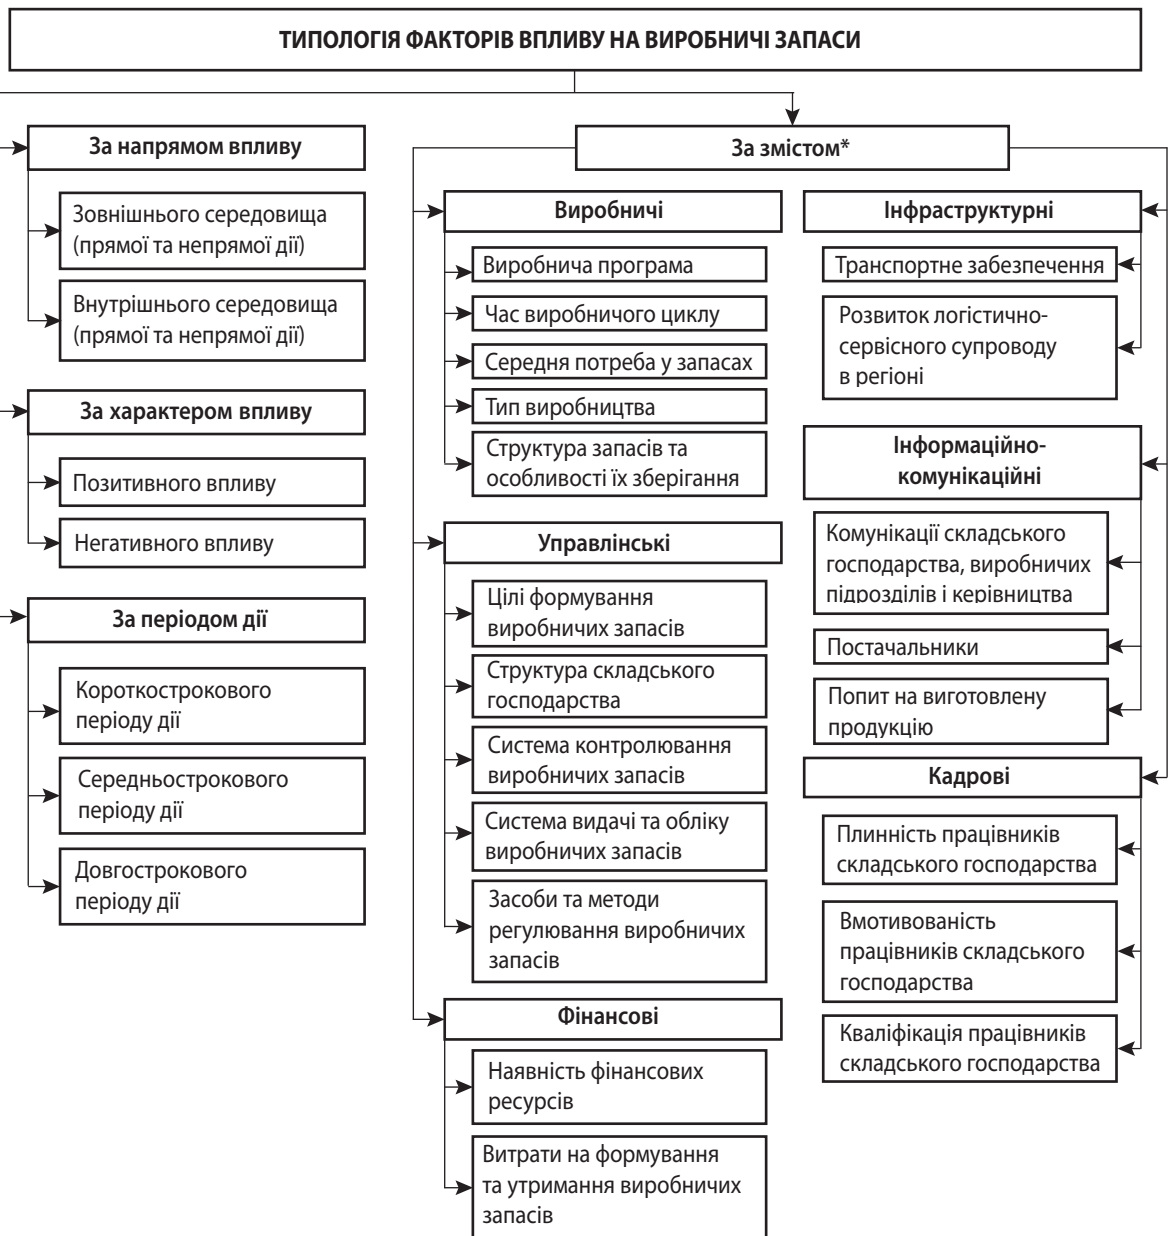 ТИПОЛОГІЯ ФАКТОРІВ ВПЛИВУ НА ВИРОБНИЧІ ЗАПАСИ
За напрямом впливу
Зовнішнього середовища
(прямої та непрямої дії)
Внутрішнього середовища
(прямої та непрямої дії)
За характером впливу
Позитивного впливу
Негативного впливу
За періодом дії
Короткострокового
періоду дії
Середньострокового
періоду дії
Довгострокового
періоду дії
За змістом*
Виробничі
Виробнича програма
Час виробничого циклу
Середня потреба у запасах
Тип виробництва
Структура запасів та
особливості їх зберігання
Управлінські
Цілі формування
виробничих запасів
Структура складського
господарства
Система контролювання
виробничих запасів
Система видачі та обліку
виробничих запасів
Засоби та методи
регулювання виробничих
запасів
Фінансові
Наявність фінансових
ресурсів
Витрати на формування
та утримання виробничих
запасів
Інфраструктурні
Транспортне забезпечення
Розвиток логістично-
сервісного супроводу
в регіоні
Інформаційно-
комунікаційні
Комунікації складського
господарства, виробничих
підрозділів і керівництва
Постачальники
Попит на виготовлену
продукцію
Кадрові
Плинність працівників
складського господарства
Вмотивованість
працівників складського
господарства
Кваліфікація працівників
складського господарства